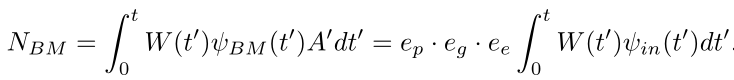 N_{BM} = \int_0^t W(t')\psi_{BM}(t')A'dt' = e_p \cdot e_g \cdot e_e \int_0^t W(t')\psi_{in}(t')dt'.